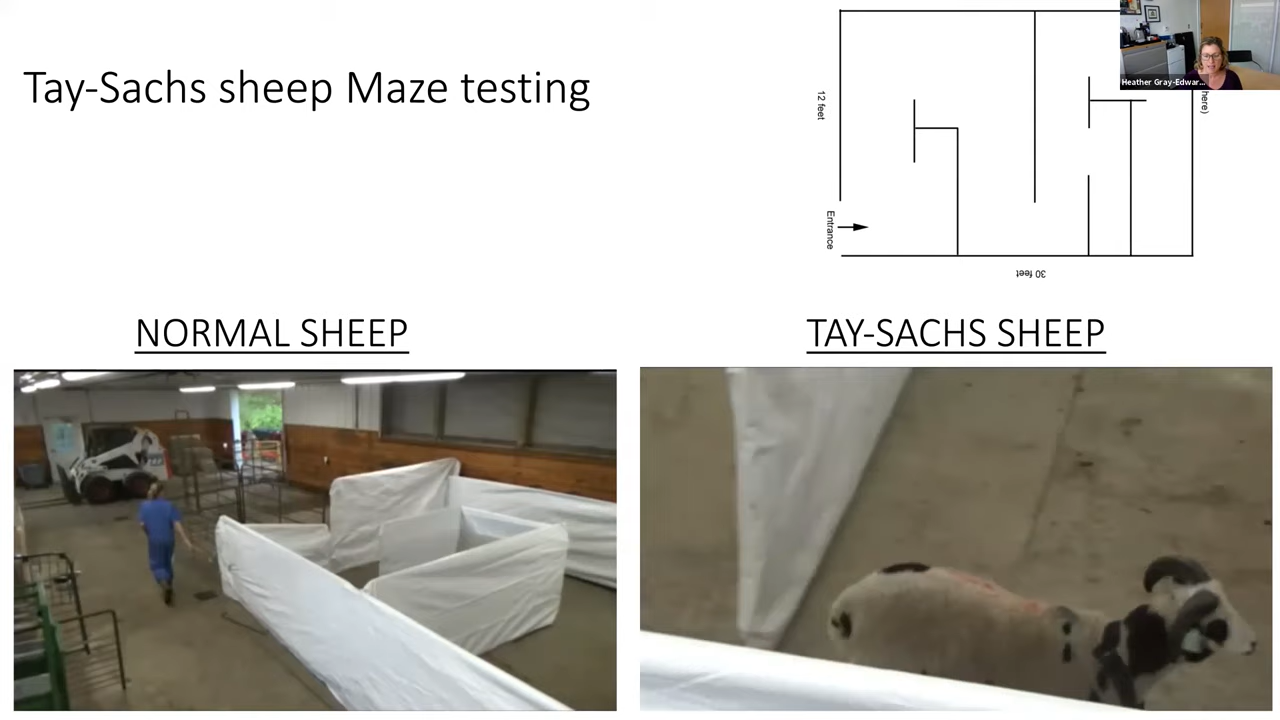 Tay-Sachs sheep Maze testing
12 feet
Entrance
30 feet
here)
Heather Gray-Edwar...
NORMAL SHEEP
TAY-SACHS SHEEP